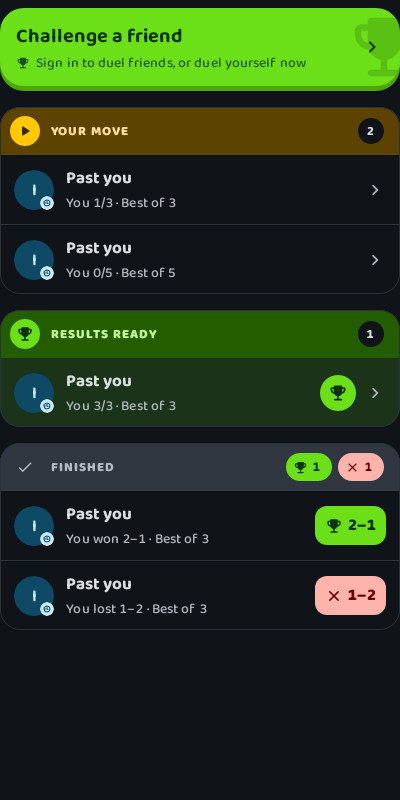 Challenge a friend
Sign in to duel friends, or duel yourself now
YOUR MOVE
2
Past you
You 1/3 · Best of 3
Past you
You 0/5 · Best of 5
RESULTS READY
1
Past you
You 3/3 · Best of 3
FINISHED
1
1
Past you
You won 2–1 · Best of 3
2–1
Past you
You lost 1–2 · Best of 3
1–2